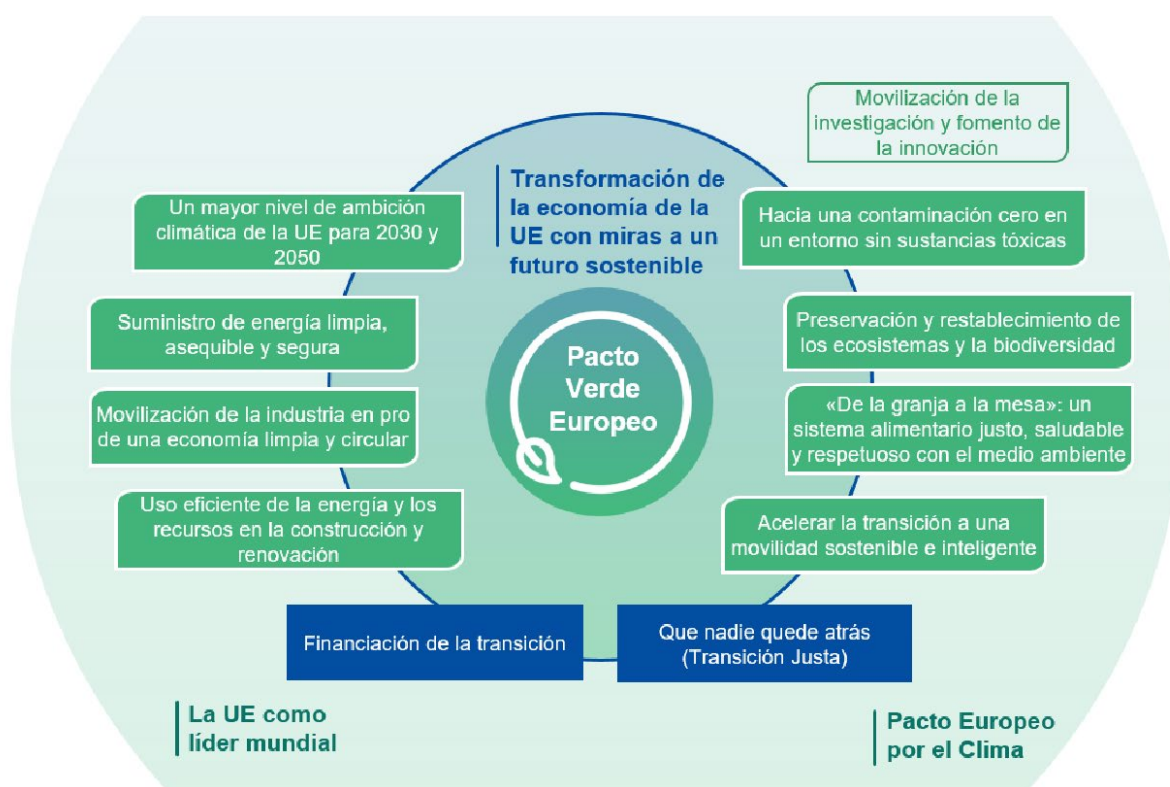 Movilización de la
investigación y fomento de
la innovación
Transformación de
la economía de la
UE con miras a un
futuro sostenible
Un mayor nivel de ambición
climática de la UE para 2030 y
2050
Hacia una contaminación cero en
un entorno sin sustancias tóxicas
Suministro de energía limpia,
asequible y segura
Preservación y restablecimiento de
los ecosistemas y la biodiversidad
Pacto
Verde
Europeo
Movilización de la industria en pro
de una economía limpia y circular
«De la granja a la mesa»: un
sistema alimentario justo, saludable
y respetuoso con el medio ambiente
Uso eficiente de la energía y los
recursos en la construcción y
renovación
Acelerar la transición a una
movilidad sostenible e inteligente
Financiación de la transición
Que nadie quede atrás
(Transición Justa)
La UE como
líder mundial
Pacto Europeo
por el Clima